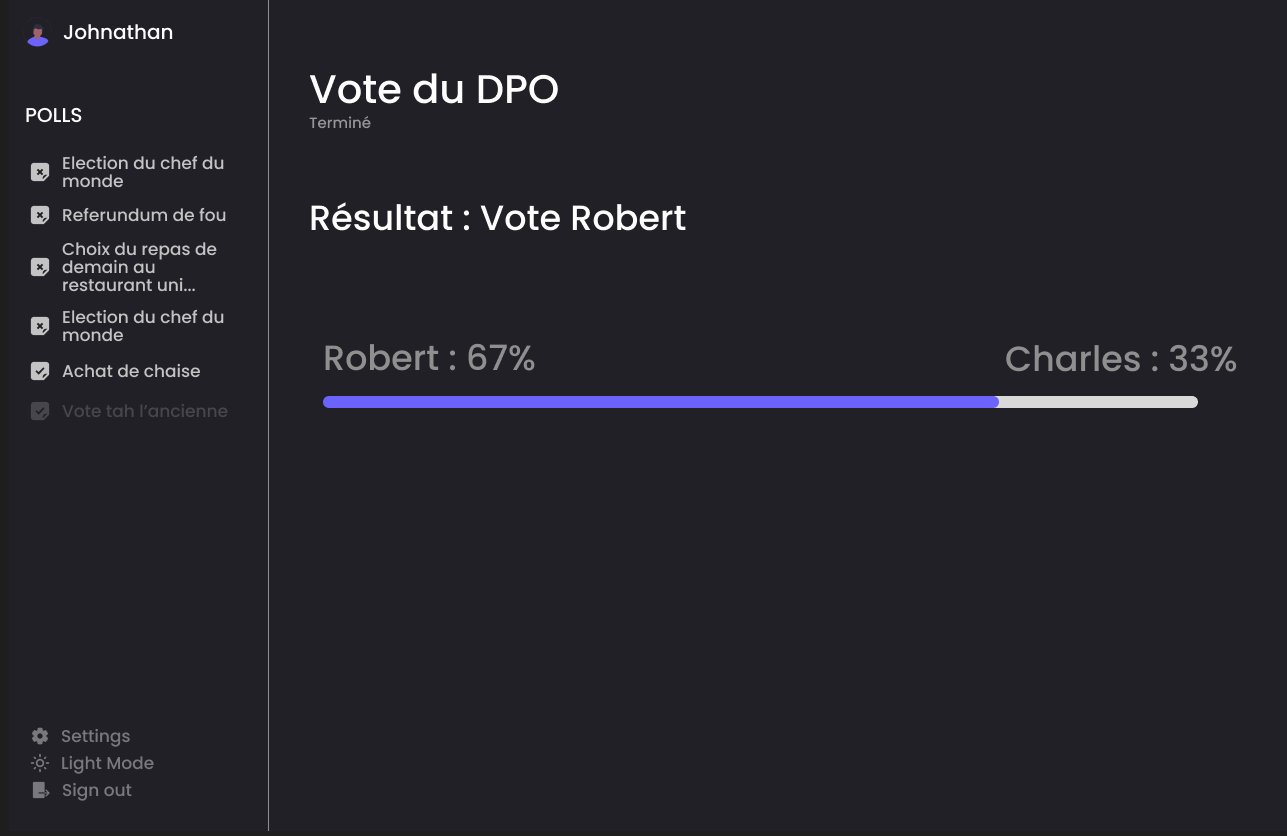 Johnathan
POLLS
Election du chef du
monde
Referundum de fou
Choix du repas de
demain au
restaurant uni...
Election du chef du
monde
Achat de chaise
Vote tah l’ancienne
Settings
Light Mode
Sign out
Vote du DPO
Terminé
Résultat : Vote Robert
Robert : 67%
Charles : 33%